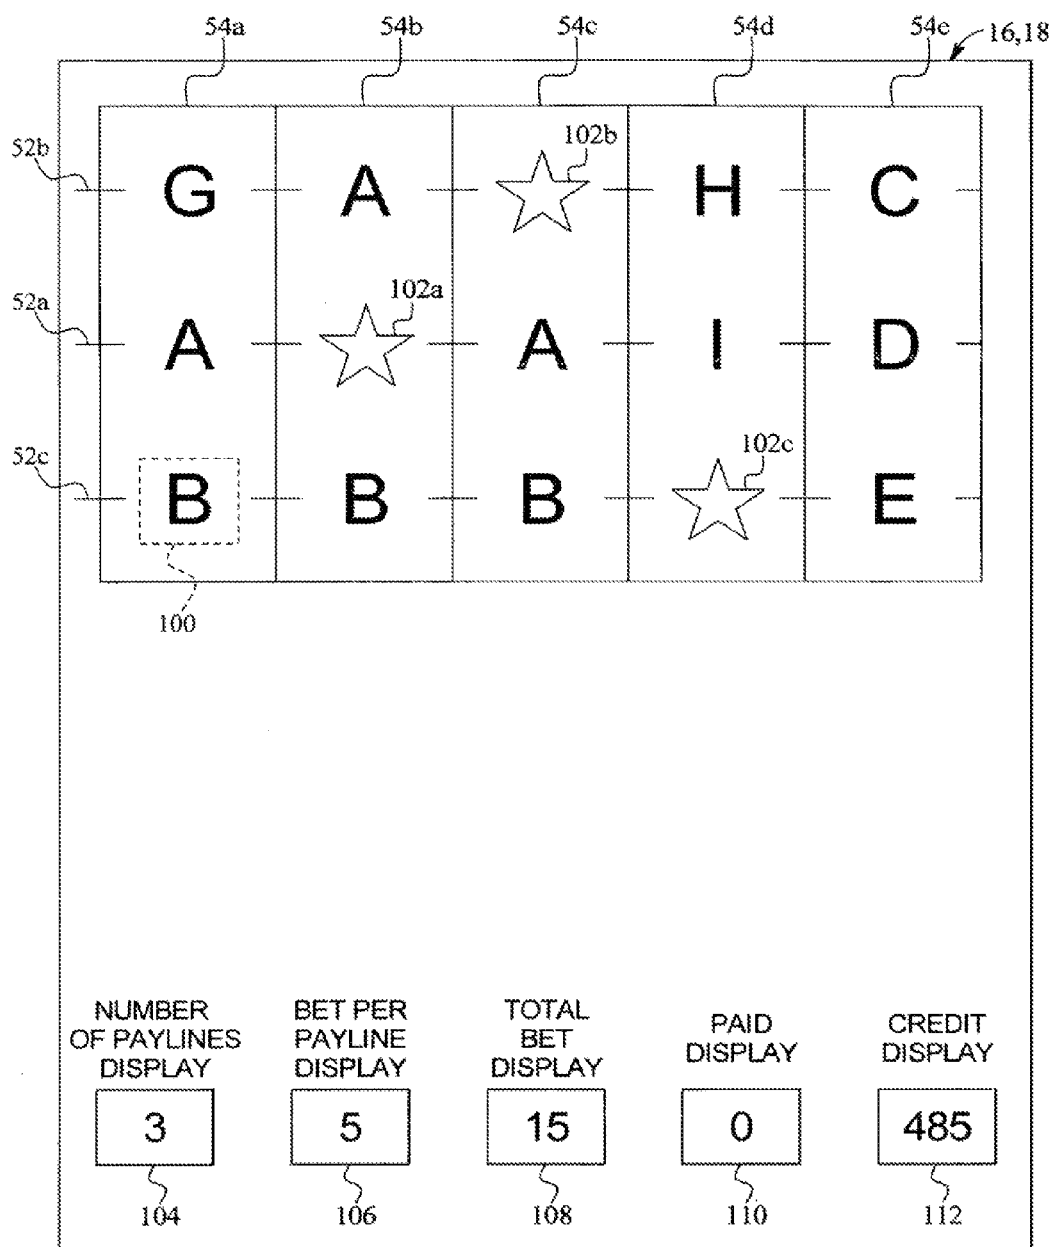 54a 54b 54c 54d 54e 16,18
102b
52b G A H C
102a
52a A A I D
102c
52c B B B E
100
NUMBER OF PAYLINES DISPLAY
BET PER PAYLINE DISPLAY
TOTAL BET DISPLAY
PAID DISPLAY
CREDIT DISPLAY
3 5 15 0 485
104 106 108 110 112